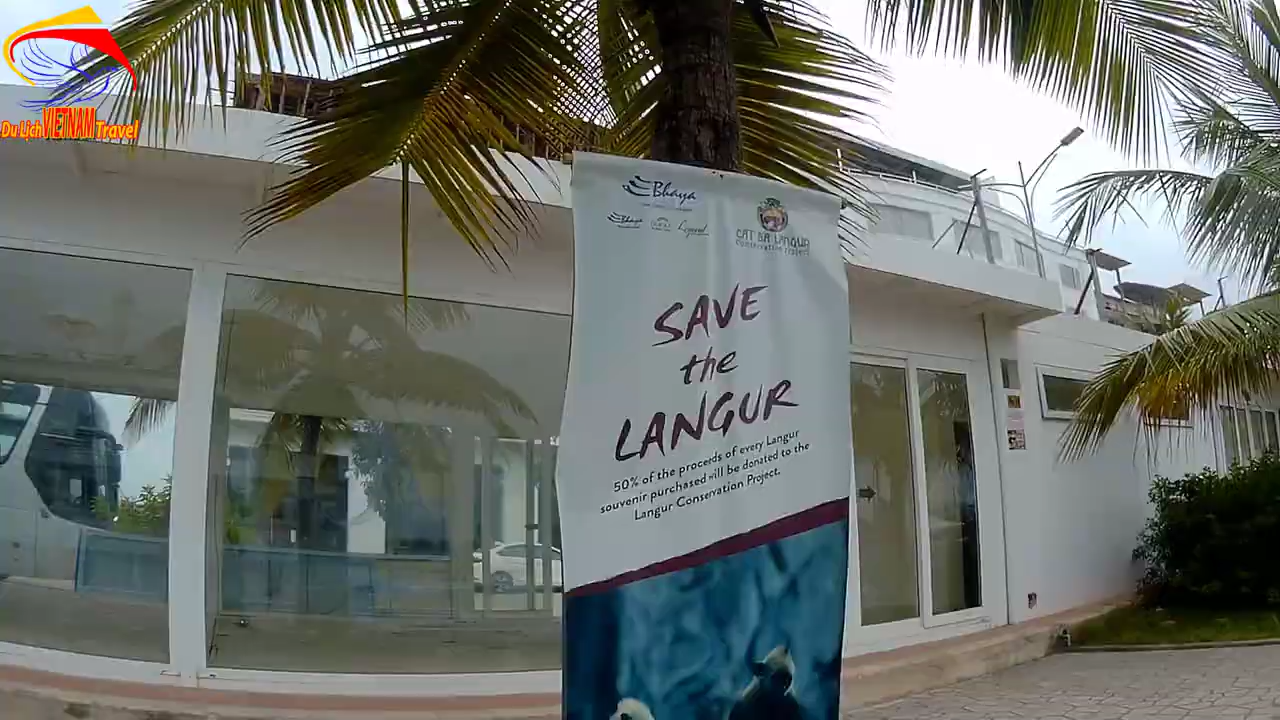 Du Lịch VIETNAM Travel
Bhaya
Bhaya
Legend
CAT BA LANGUR
Conservation Project
SAVE
the
LANGUR
50% of the proceeds of every Langur
souvenir purchased will be donated to the
Langur Conservation Project.